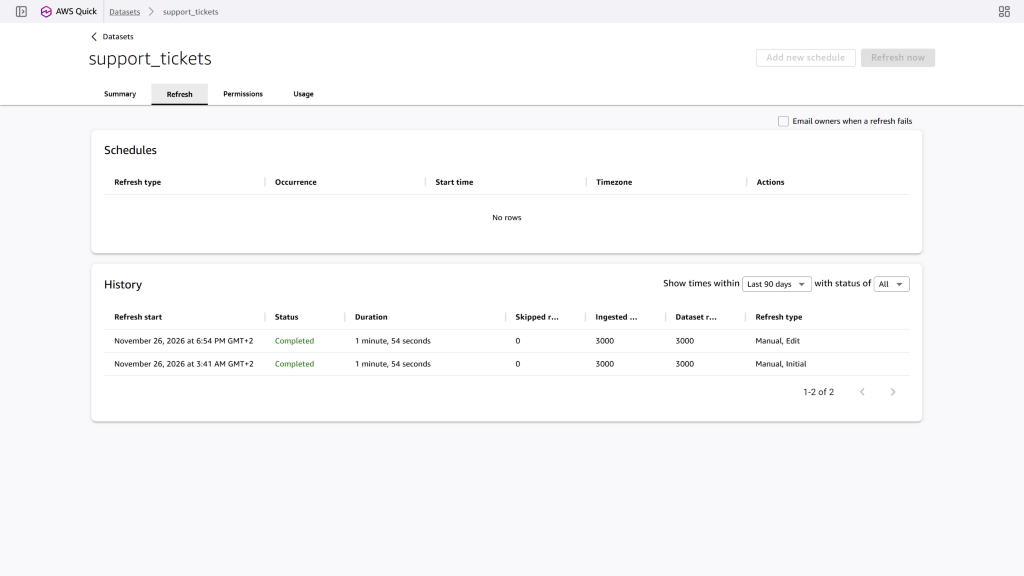 AWS Quick Datasets support_tickets
Datasets
support_tickets
Add new schedule Refresh now
Summary Refresh Permissions Usage
Email owners when a refresh fails
Schedules
Refresh type Occurrence Start time Timezone Actions
No rows
History
Show times within Last 90 days with status of All
Refresh start Status Duration Skipped r... Ingested ... Dataset r... Refresh type
November 26, 2026 at 6:54 PM GMT+2 Completed 1 minute, 54 seconds 0 3000 3000 Manual, Edit
November 26, 2026 at 3:41 AM GMT+2 Completed 1 minute, 54 seconds 0 3000 3000 Manual, Initial
1-2 of 2